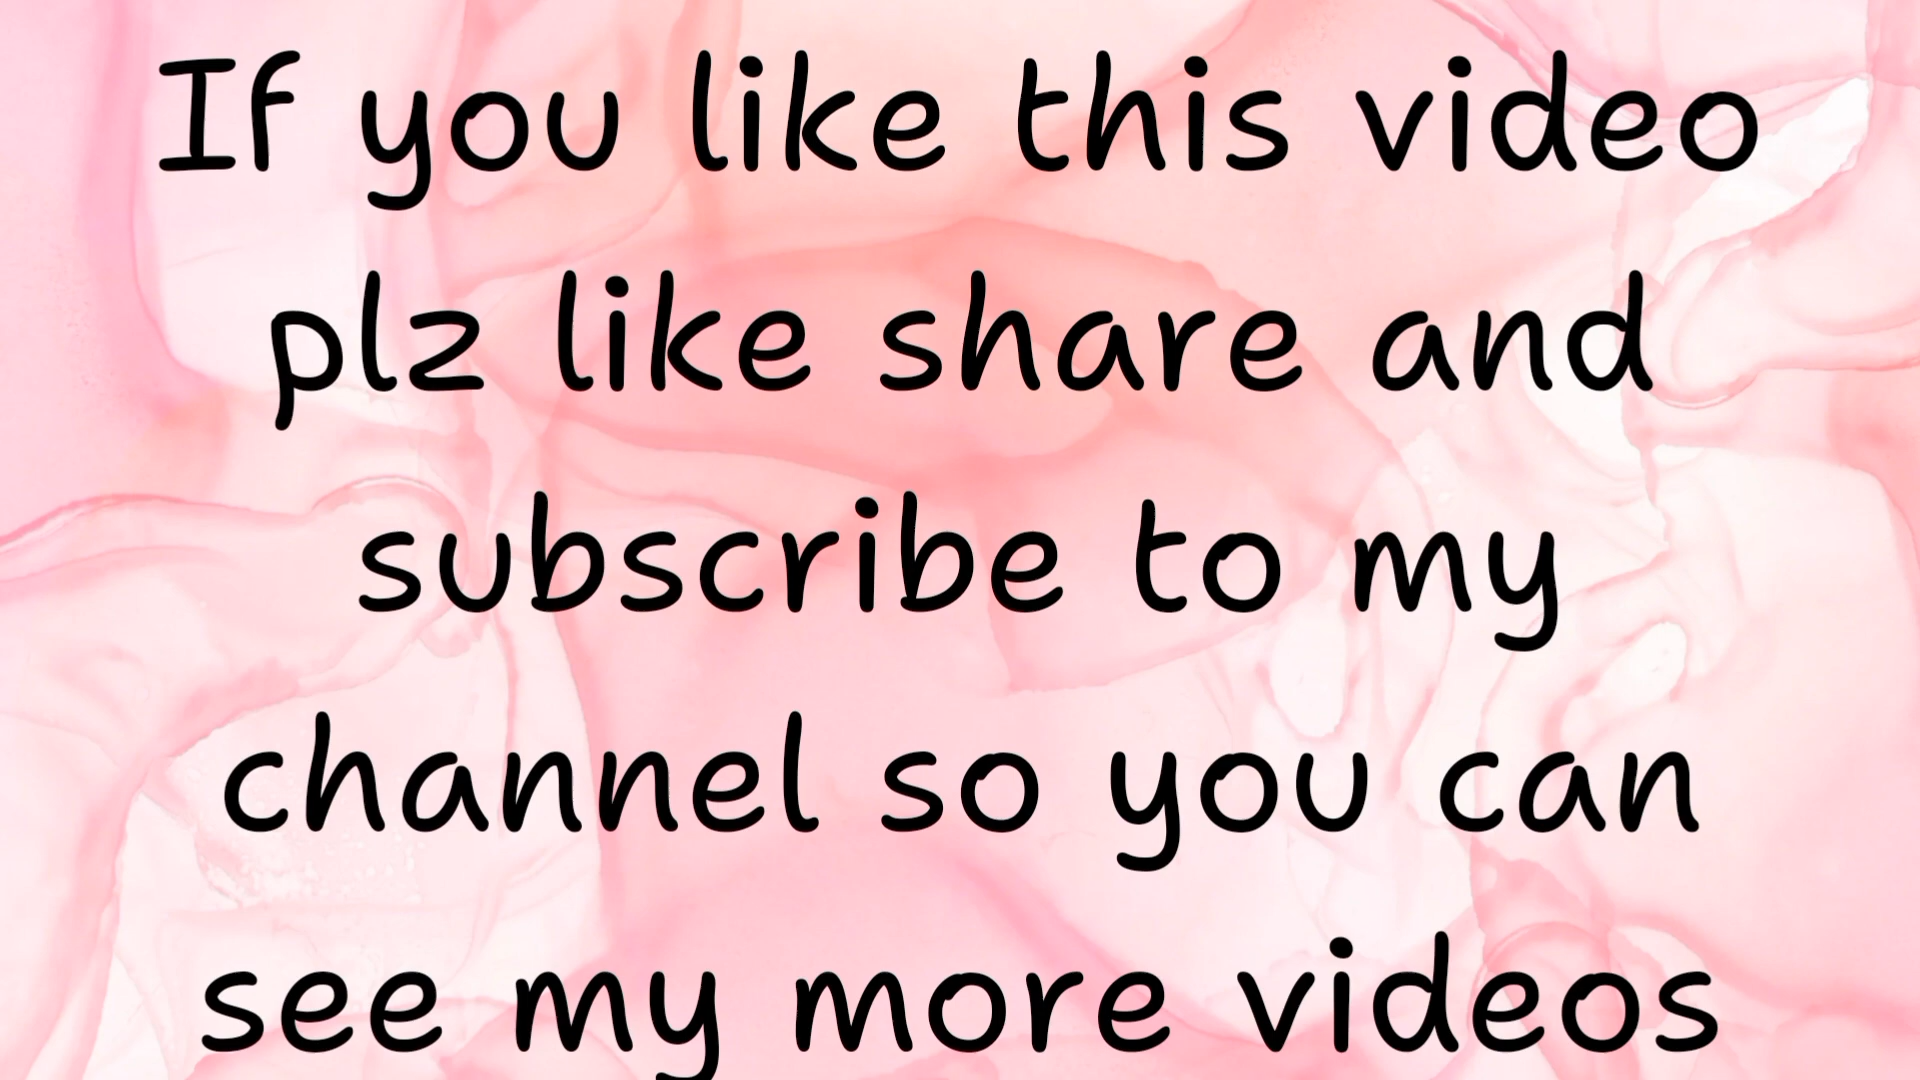 If you like this video
plz like share and
subscribe to my
channel so you can
see my more videos